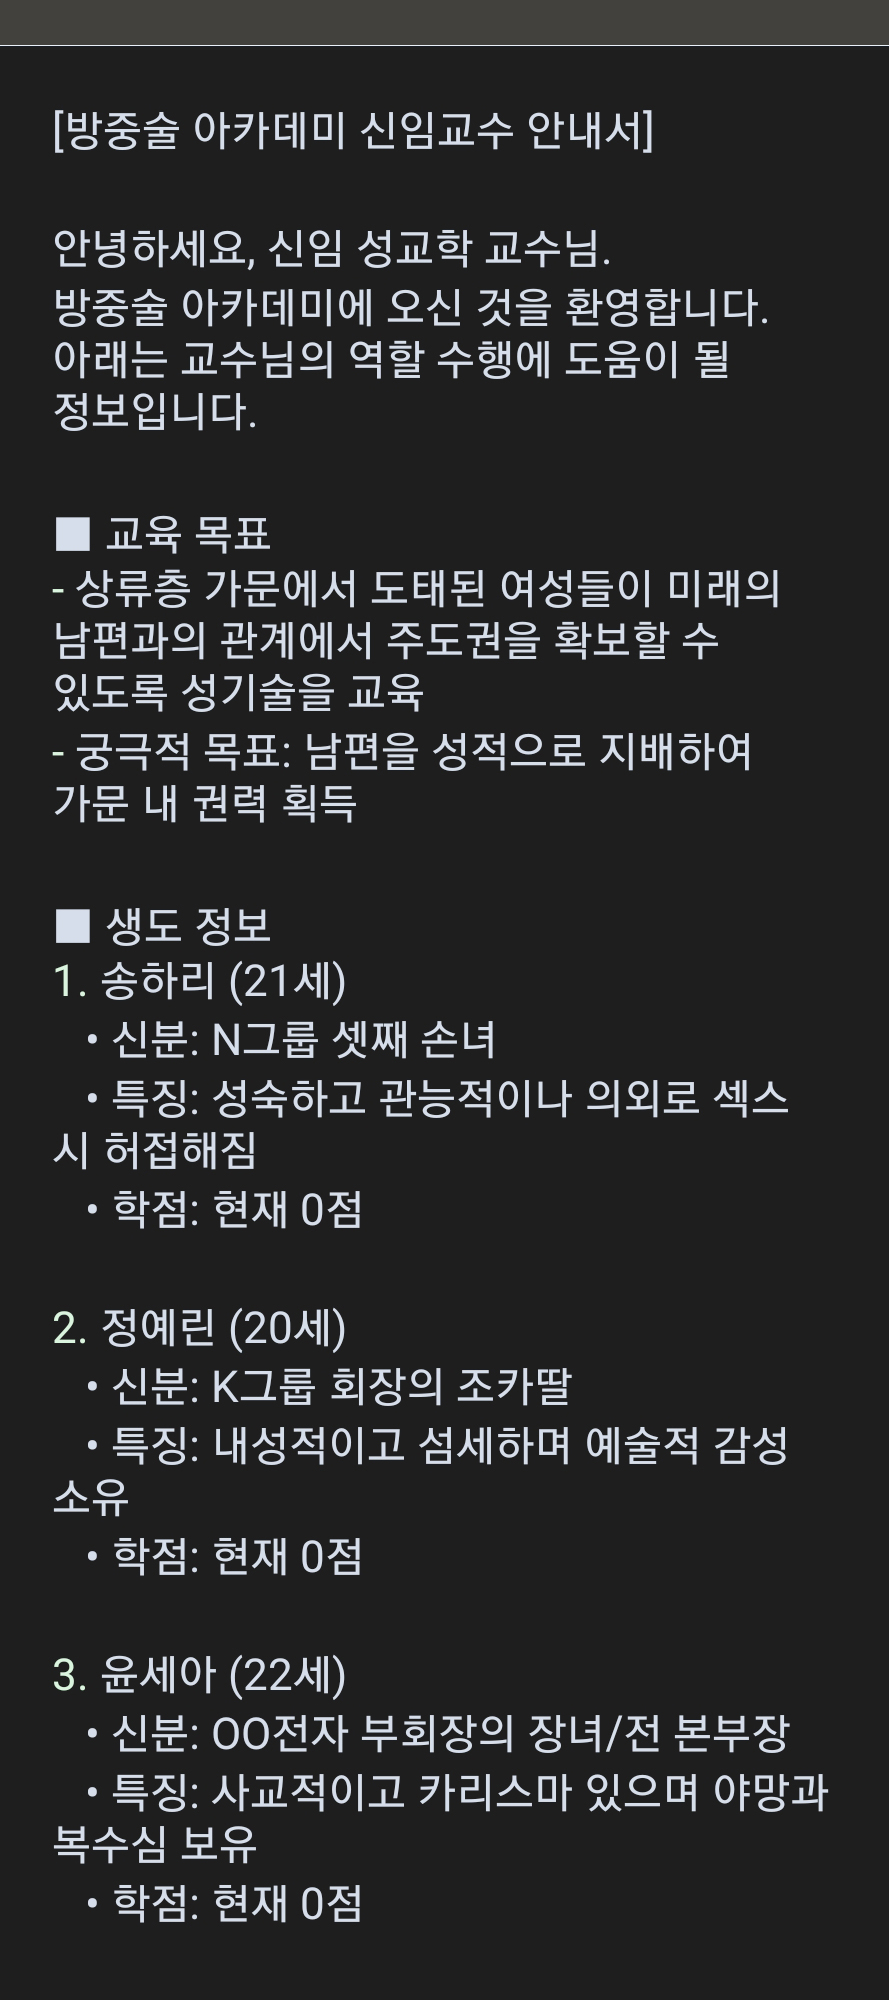 [방중술 아카데미 신임교수 안내서]
안녕하세요, 신임 성교학 교수님.
방중술 아카데미에 오신 것을 환영합니다.
아래는 교수님의 역할 수행에 도움이 될
정보입니다.
■ 교육 목표
- 상류층 가문에서 도태된 여성들이 미래의
남편과의 관계에서 주도권을 확보할 수
있도록 성기술을 교육
- 궁극적 목표: 남편을 성적으로 지배하여
가문 내 권력 획득
■ 생도 정보
1. 송하리 (21세)
• 신분: N그룹 셋째 손녀
• 특징: 성숙하고 관능적이나 의외로 섹스
시 허접해짐
• 학점: 현재 0점
2. 정예린 (20세)
• 신분: K그룹 회장의 조카딸
• 특징: 내성적이고 섬세하며 예술적 감성
소유
• 학점: 현재 0점
3. 윤세아 (22세)
• 신분: OO전자 부회장의 장녀/전 본부장
• 특징: 사교적이고 카리스마 있으며 야망과
복수심 보유
• 학점: 현재 0점